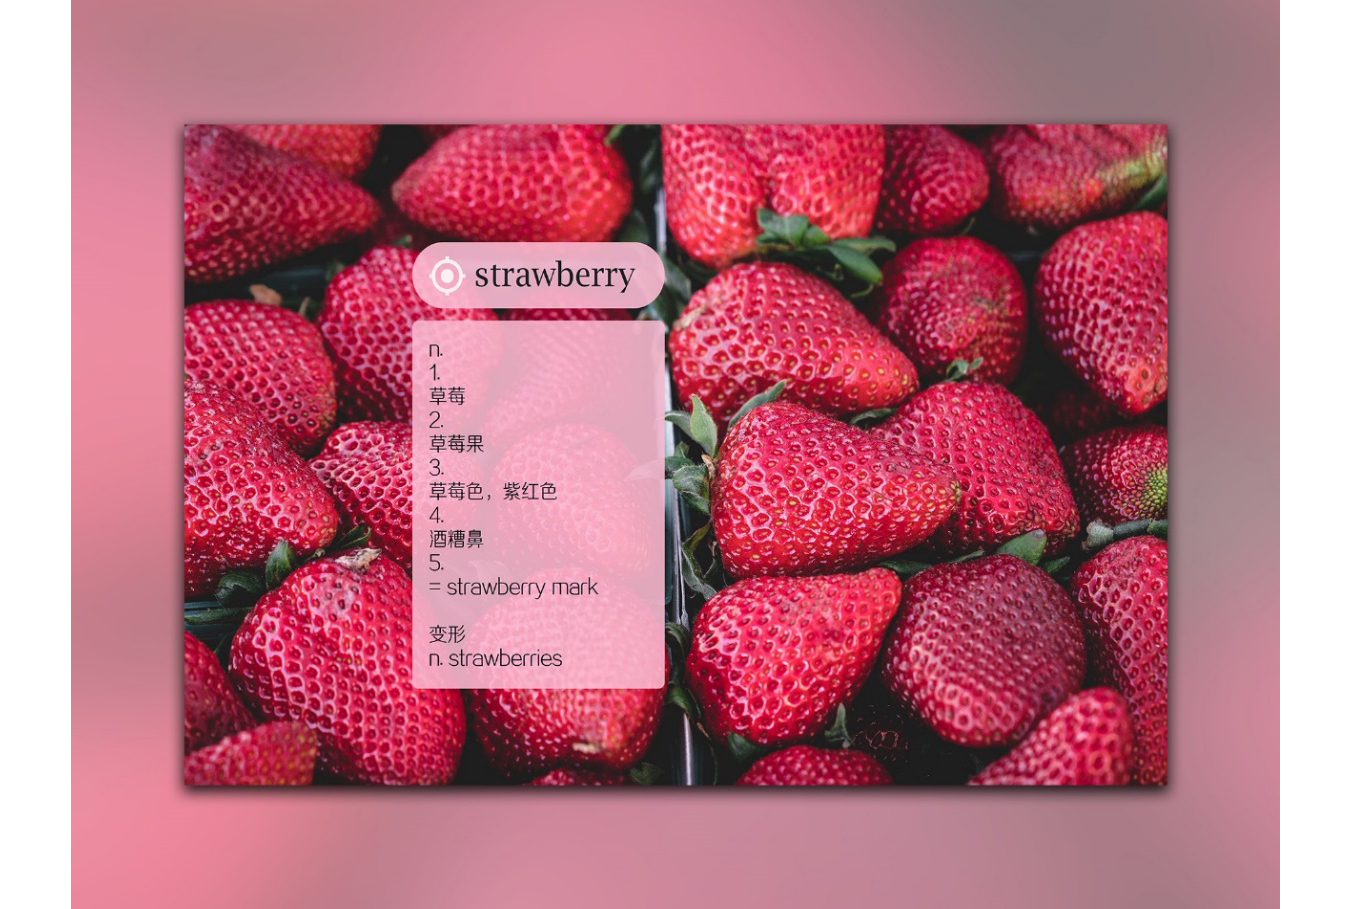 strawberry
n.
1.
草莓
2.
草莓果
3.
草莓色，紫红色
4.
酒糟鼻
5.
= strawberry mark
变形
n. strawberries